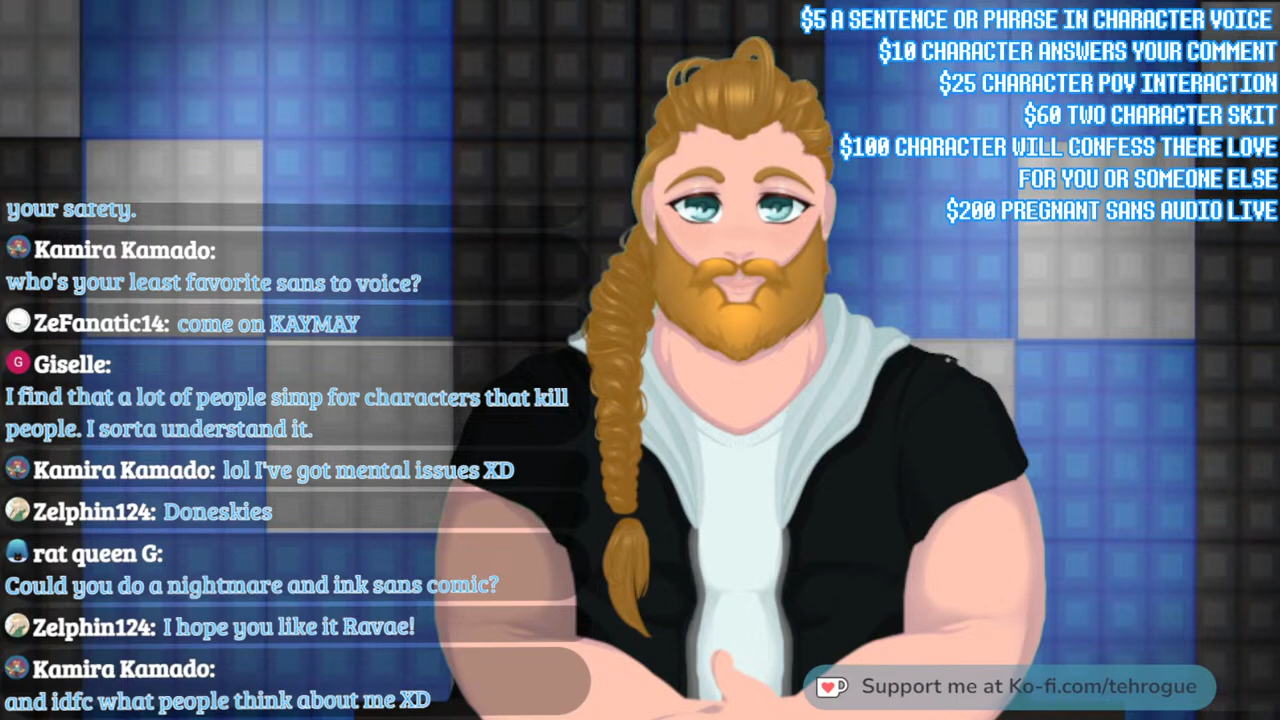 $5 A SENTENCE OR PHRASE IN CHARACTER VOICE
$10 CHARACTER ANSWERS YOUR COMMENT
$25 CHARACTER POV INTERACTION
$60 TWO CHARACTER SKIT
$100 CHARACTER WILL CONFESS THERE LOVE
FOR YOU OR SOMEONE ELSE
$200 PREGNANT SANS AUDIO LIVE
your safety.
Kamira Kamado:
who's your least favorite sans to voice?
ZeFanatic14: come on KAYMAY
G Giselle:
I find that a lot of people simp for characters that kill
people. I sorta understand it.
Kamira Kamado: lol I've got mental issues XD
Zelphin124: Doneskies
rat queen G:
Could you do a nightmare and ink sans comic?
Zelphin124: I hope you like it Ravae!
Kamira Kamado:
and idfc what people think about me XD
Support me at Ko-fi.com/tehrogue